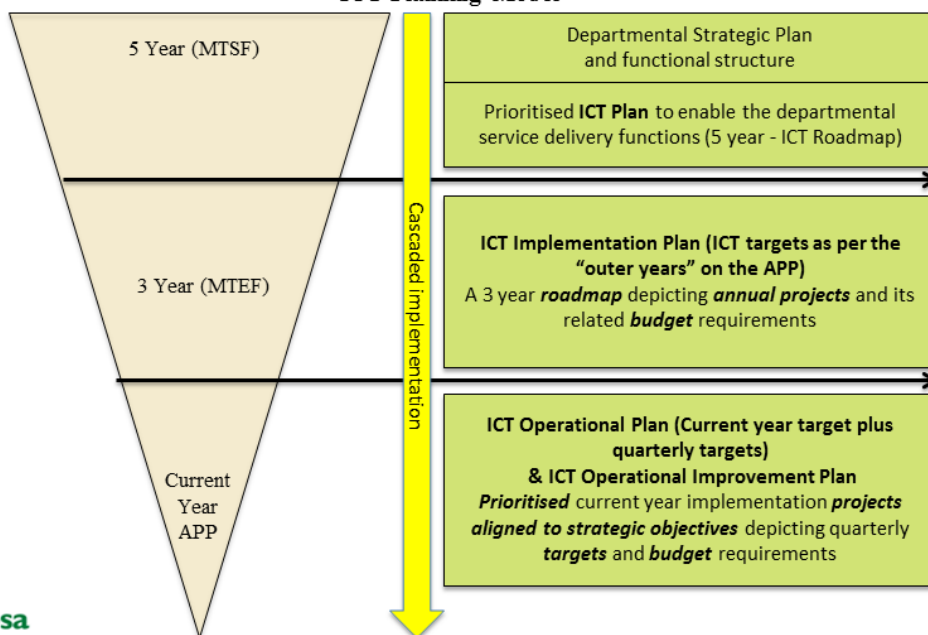 5 Year (MTSF)
Departmental Strategic Plan
and functional structure
Prioritised ICT Plan to enable the departmental
service delivery functions (5 year - ICT Roadmap)
Cascaded implementation
3 Year (MTEF)
ICT Implementation Plan (ICT targets as per the
“outer years” on the APP)
A 3 year roadmap depicting annual projects and its
related budget requirements
Current
Year
APP
ICT Operational Plan (Current year target plus
quarterly targets)
& ICT Operational Improvement Plan
Prioritised current year implementation projects
aligned to strategic objectives depicting quarterly
targets and budget requirements
sa